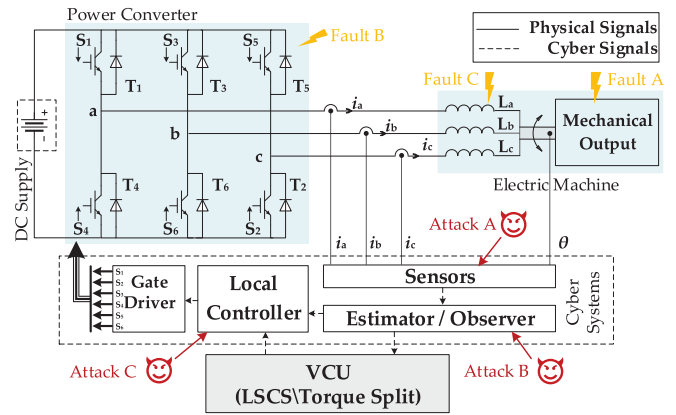 Power Converter
Physical Signals
Cyber Signals
S1
S3
S5
Fault B
Fault C
Fault A
T1
T3
T5
a
ia
La
b
ib
Lb
c
ic
Lc
Mechanical
Output
+
-
DC Supply
T4
T6
T2
Electric Machine
S4
S6
S2
Attack A
ia
ib
ic
θ
S1
S2
S3
S4
S5
S6
Gate
Driver
Local
Controller
Sensors
Estimator / Observer
Cyber
Systems
Attack C
VCU
(LSCS\Torque Split)
Attack B